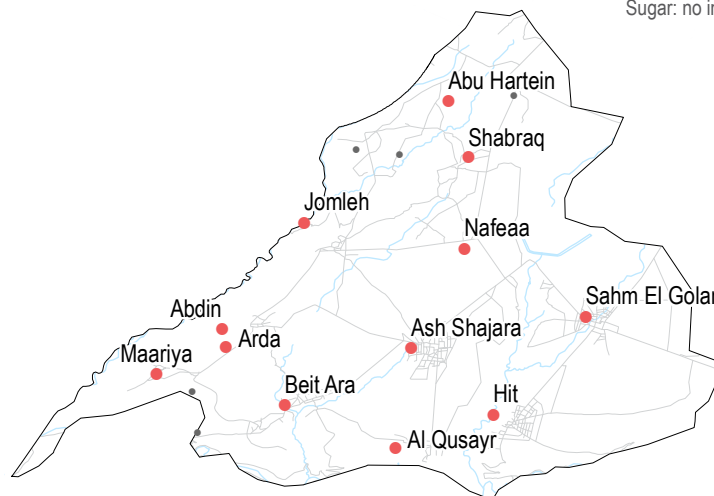 Sugar: no
Abu Hartein
Shabraq
Jomleh
Nafeaa
Sahm El Golan
Abdin
Arda
Ash Shajara
Maariya
Beit Ara
Hit
Al Qusayr